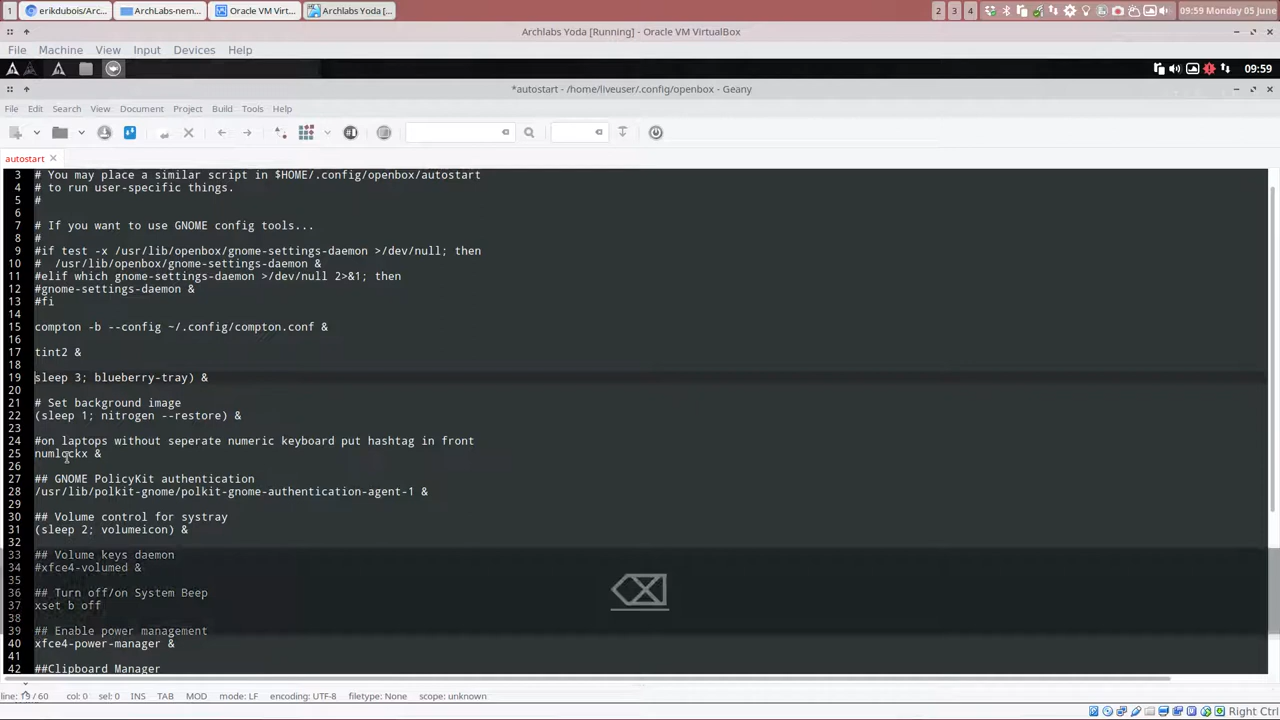 1 erikdubois/Arc... ArchLabs-nem... Oracle VM Virt... Archlabs Yoda [... 2 3 4 09:59 Monday 05 June
Archlabs Yoda [Running] - Oracle VM VirtualBox
File Machine View Input Devices Help
09:59
*autostart - /home/liveuser/.config/openbox - Geany
File Edit Search View Document Project Build Tools Help
autostart
3 # You may place a similar script in $HOME/.config/openbox/autostart
4 # to run user-specific things.
5 #
6
7 # If you want to use GNOME config tools...
8 #
9 #if test -x /usr/lib/openbox/gnome-settings-daemon >/dev/null; then
10 #  /usr/lib/openbox/gnome-settings-daemon &
11 #elif which gnome-settings-daemon >/dev/null 2>&1; then
12 #gnome-settings-daemon &
13 #fi
14
15 compton -b --config ~/.config/compton.conf &
16
17 tint2 &
18
19 sleep 3; blueberry-tray) &
20
21 # Set background image
22 (sleep 1; nitrogen --restore) &
23
24 #on laptops without seperate numeric keyboard put hashtag in front
25 numlockx &
26
27 ## GNOME PolicyKit authentication
28 /usr/lib/polkit-gnome/polkit-gnome-authentication-agent-1 &
29
30 ## Volume control for systray
31 (sleep 2; volumeicon) &
32
33 ## Volume keys daemon
34 #xfce4-volumed &
35
36 ## Turn off/on System Beep
37 xset b off
38
39 ## Enable power management
40 xfce4-power-manager &
41
42 ##Clipboard Manager
line: 19 / 60 col: 0 sel: 0 INS TAB MOD mode: LF encoding: UTF-8 filetype: None scope: unknown
Right Ctrl